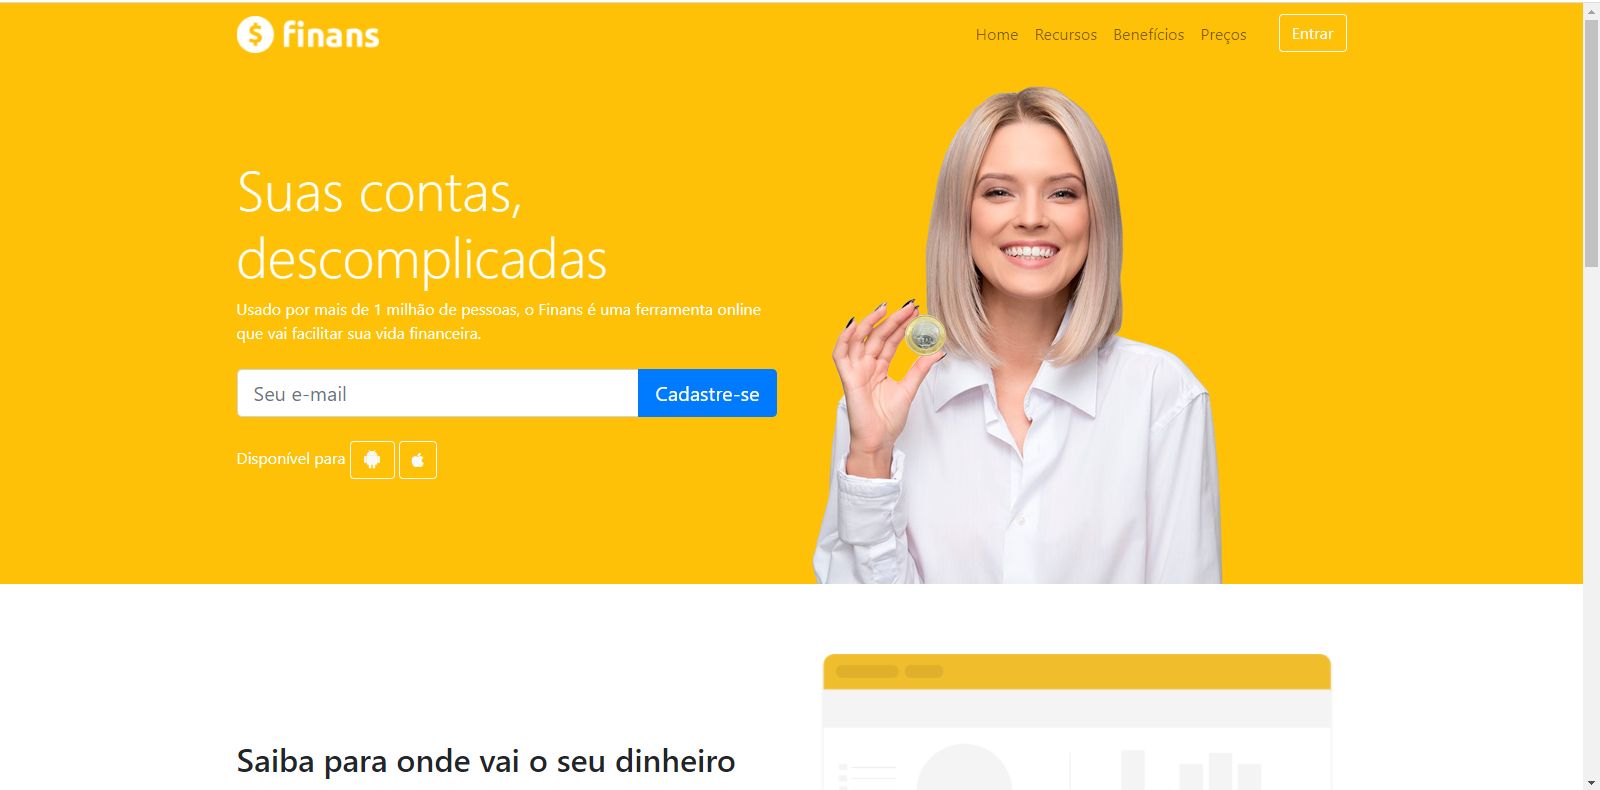 finans
Home Recursos Benefícios Preços Entrar
Suas contas,
descomplicadas
Usado por mais de 1 milhão de pessoas, o Finans é uma ferramenta online
que vai facilitar sua vida financeira.
Seu e-mail Cadastre-se
Disponível para
Saiba para onde vai o seu dinheiro